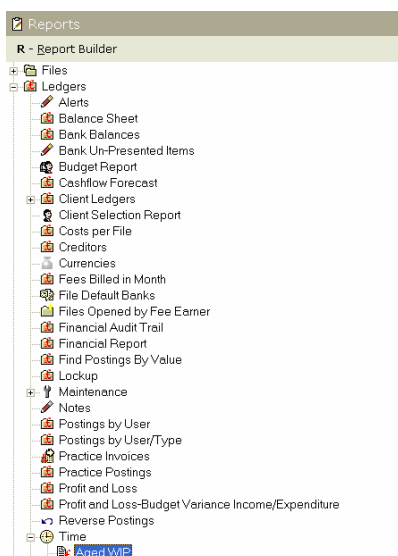 Reports
R - Report Builder
Files
Ledgers
Alerts
Balance Sheet
Bank Balances
Bank Un-Presented Items
Budget Report
Cashflow Forecast
Client Ledgers
Client Selection Report
Costs per File
Creditors
Currencies
Fees Billed in Month
File Default Banks
Files Opened by Fee Earner
Financial Audit Trail
Financial Report
Find Postings By Value
Lockup
Maintenance
Notes
Postings by User
Postings by User/Type
Practice Invoices
Practice Postings
Profit and Loss
Profit and Loss-Budget Variance Income/Expenditure
Reverse Postings
Time
Aged WIP